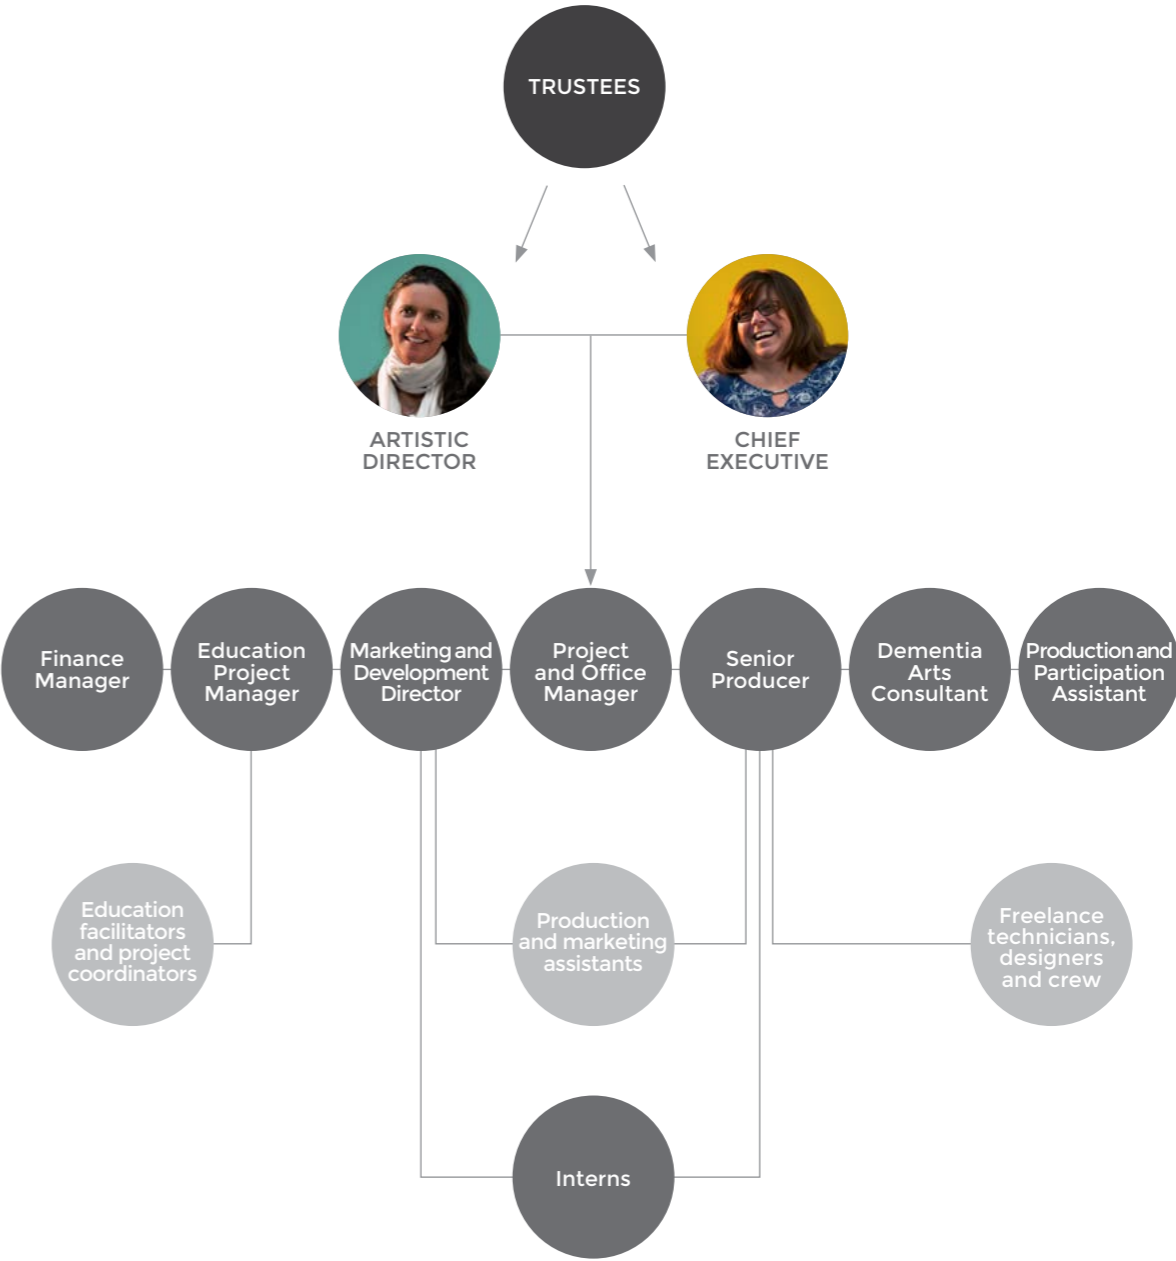 TRUSTEES
ARTISTIC
DIRECTOR
CHIEF
EXECUTIVE
Finance
Manager
Education
Project
Manager
Marketing and
Development
Director
Project
and Office
Manager
Senior
Producer
Dementia
Arts
Consultant
Production and
Participation
Assistant
Education
facilitators
and project
coordinators
Production
and marketing
assistants
Freelance
technicians,
designers
and crew
Interns